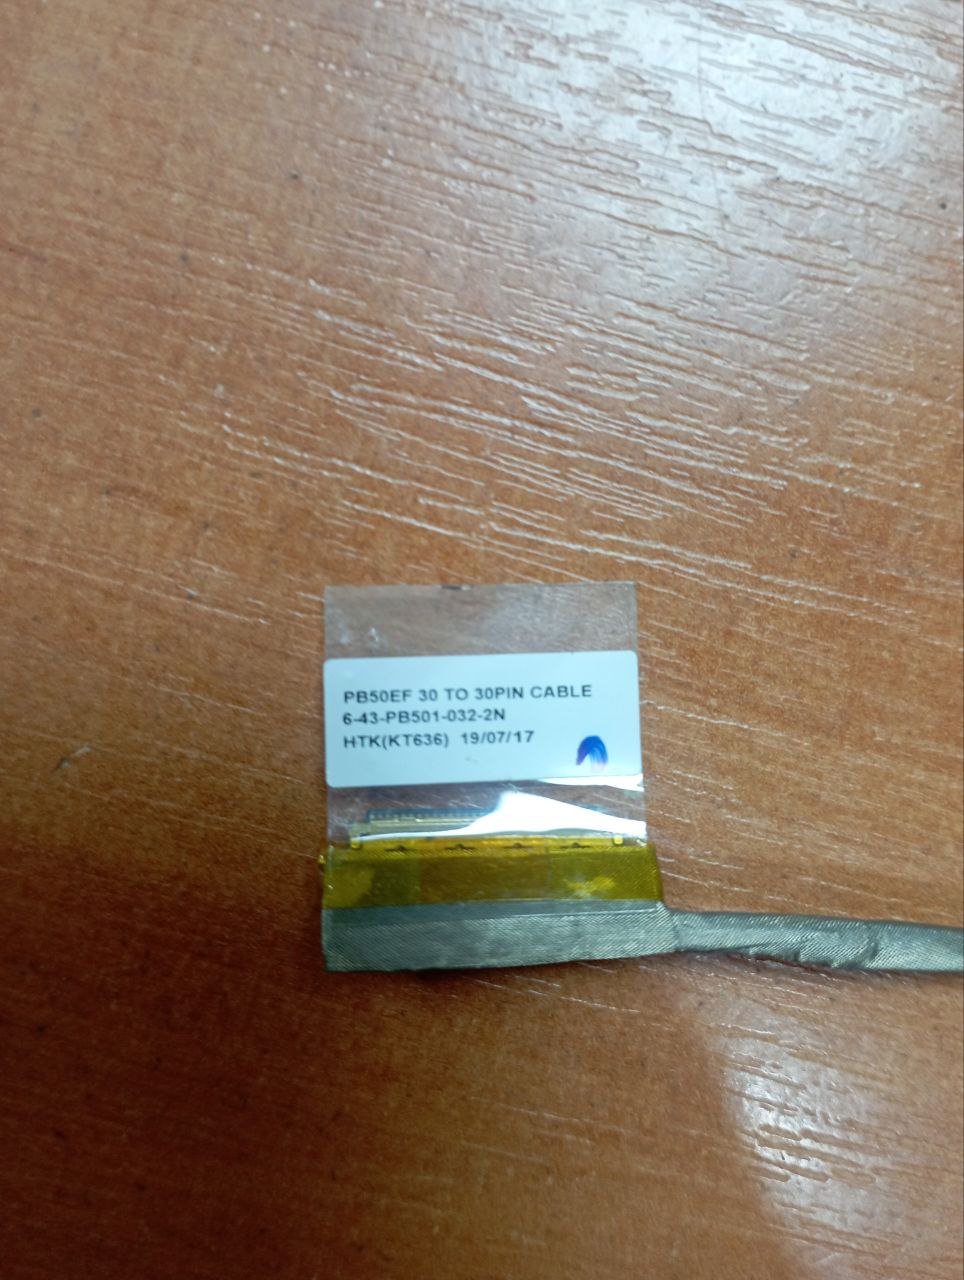 PB50EF 30 TO 30PIN CABLE
6-43-PB501-032-2N
HTK(KT636) 19/07/17